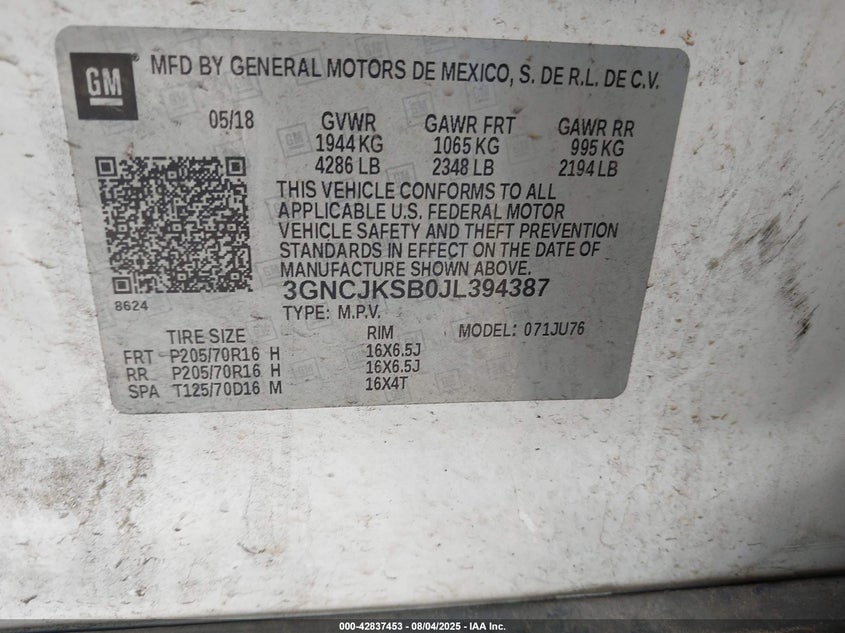 GM
MFD BY GENERAL MOTORS DE MEXICO, S. DE R.L. DE C.V.
05/18 GVWR GAWR FRT GAWR RR
1944 KG 1065 KG 995 KG
4286 LB 2348 LB 2194 LB
THIS VEHICLE CONFORMS TO ALL
APPLICABLE U.S. FEDERAL MOTOR
VEHICLE SAFETY AND THEFT PREVENTION
STANDARDS IN EFFECT ON THE DATE OF
MANUFACTURE SHOWN ABOVE.
3GNCJKSB0JL394387
8624
TYPE: M.P.V.
TIRE SIZE RIM MODEL: 071JU76
FRT P205/70R16 H 16X6.5J
RR P205/70R16 H 16X6.5J
SPA T125/70D16 M 16X4T
000-42837453 - 08/04/2025 - IAA Inc.